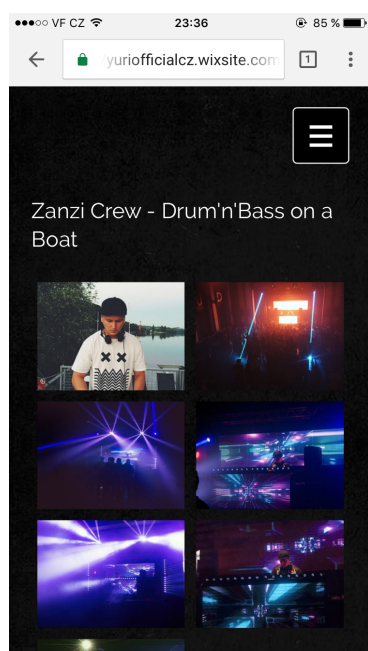 VF CZ 23:36 85 %
yuriofficialcz.wixsite.com 1
Zanzi Crew - Drum'n'Bass on a
Boat